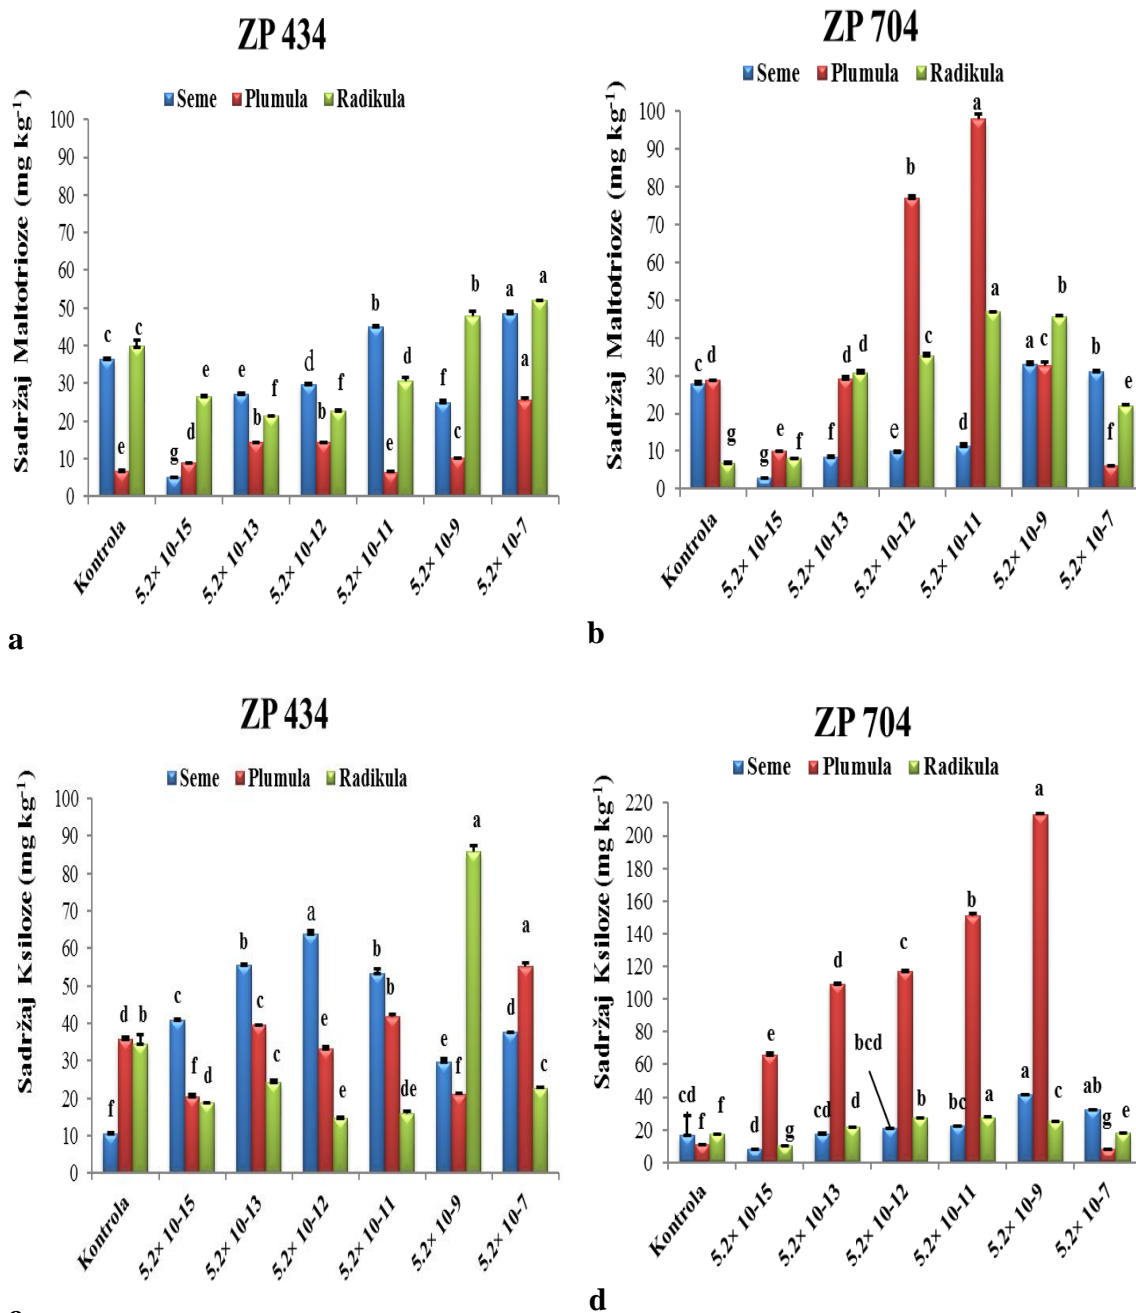 ZP 434
Seme Plumula Radikula
Sadržaj Maltotrioze (mg kg-1)
100
90
80
70
60
50
40
30
20
10
0
c e c
g d e
e b f
d b f
b e d
f c b
a a a
Kontrola
5.2× 10-15
5.2× 10-13
5.2× 10-12
5.2× 10-11
5.2× 10-9
5.2× 10-7
a
ZP 704
Seme Plumula Radikula
Sadržaj Maltotrioze (mg kg-1)
100
90
80
70
60
50
40
30
20
10
0
c d g
g e f
f d d
e b c
d a a
a c b
b f e
Kontrola
5.2× 10-15
5.2× 10-13
5.2× 10-12
5.2× 10-11
5.2× 10-9
5.2× 10-7
b
ZP 434
Seme Plumula Radikula
Sadržaj Ksiloze (mg kg-1)
100
90
80
70
60
50
40
30
20
10
0
f d b
c f d
b c c
a e e
b b de
e f a
d a c
Kontrola
5.2× 10-15
5.2× 10-13
5.2× 10-12
5.2× 10-11
5.2× 10-9
5.2× 10-7
ZP 704
Seme Plumula Radikula
Sadržaj Ksiloze (mg kg-1)
220
200
180
160
140
120
100
80
60
40
20
0
cd f f
d e g
cd d d
bcd c b
bc b a
a a c
ab g e
Kontrola
5.2× 10-15
5.2× 10-13
5.2× 10-12
5.2× 10-11
5.2× 10-9
5.2× 10-7
d